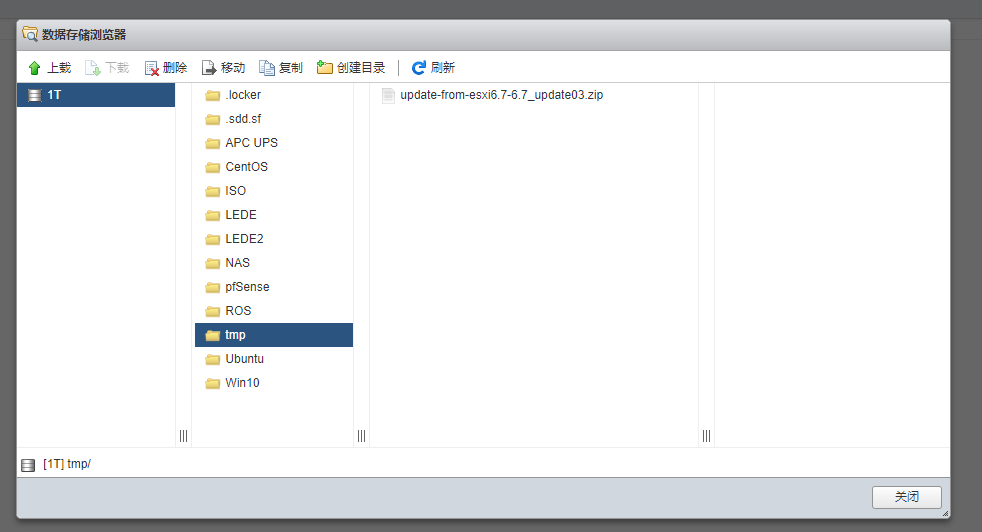 数据存储浏览器
上载 下载 删除 移动 复制 创建目录 刷新
1T
.locker
.sdd.sf
APC UPS
CentOS
ISO
LEDE
LEDE2
NAS
pfSense
ROS
tmp
Ubuntu
Win10
update-from-esxi6.7-6.7_update03.zip
[1T] tmp/
关闭